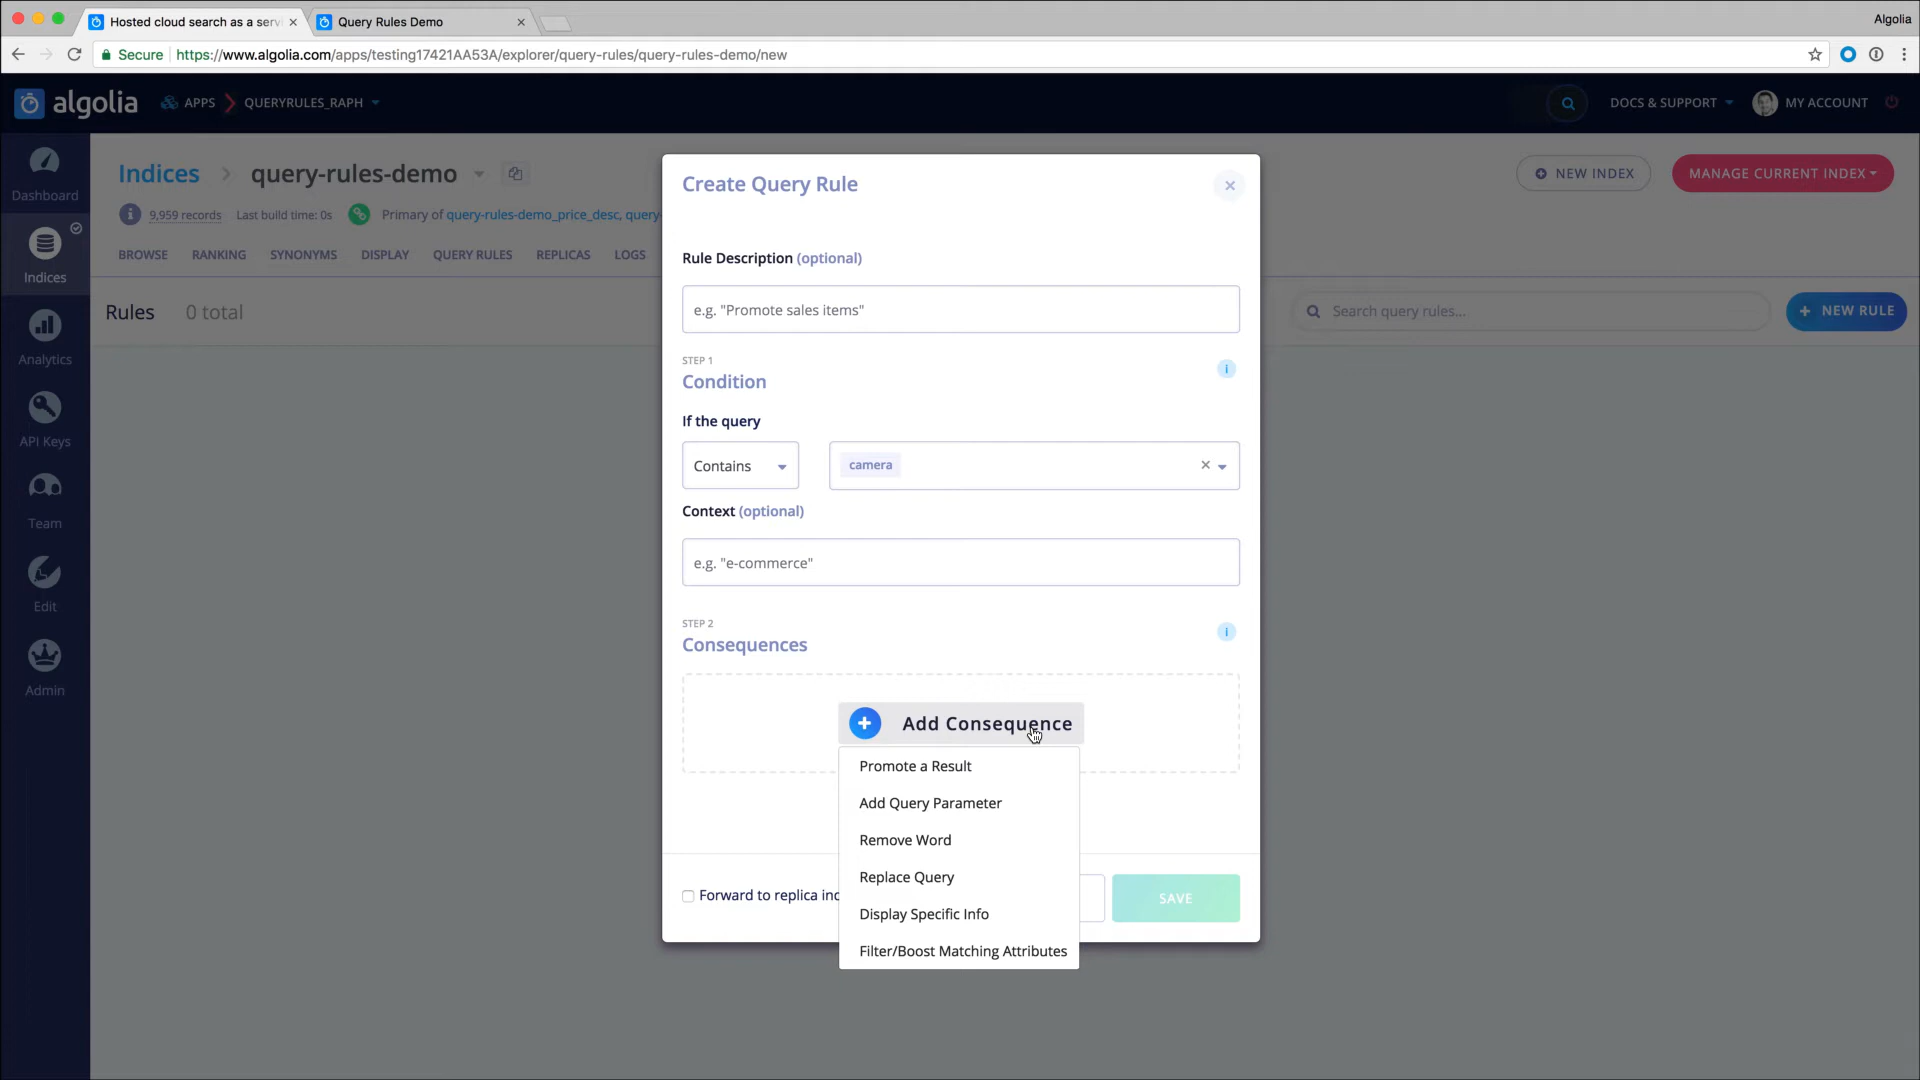 Hosted cloud search as a serv
Query Rules Demo
Algolia
Secure https://www.algolia.com/apps/testing17421AA53A/explorer/query-rules/query-rules-demo/new
algolia APPS QUERYRULES_RAPH DOCS & SUPPORT MY ACCOUNT
Dashboard
Indices
Analytics
API Keys
Team
Edit
Admin
Indices query-rules-demo
NEW INDEX MANAGE CURRENT INDEX
9,959 records Last build time: 0s Primary of query-rules-demo_price_desc, query-
BROWSE RANKING SYNONYMS DISPLAY QUERY RULES REPLICAS LOGS
Rules 0 total
Search query rules... + NEW RULE
Create Query Rule
Rule Description (optional)
e.g. "Promote sales items"
STEP 1
Condition
If the query
Contains camera
Context (optional)
e.g. "e-commerce"
STEP 2
Consequences
Add Consequence
Promote a Result
Add Query Parameter
Remove Word
Replace Query
Display Specific Info
Filter/Boost Matching Attributes
Forward to replica inc
SAVE